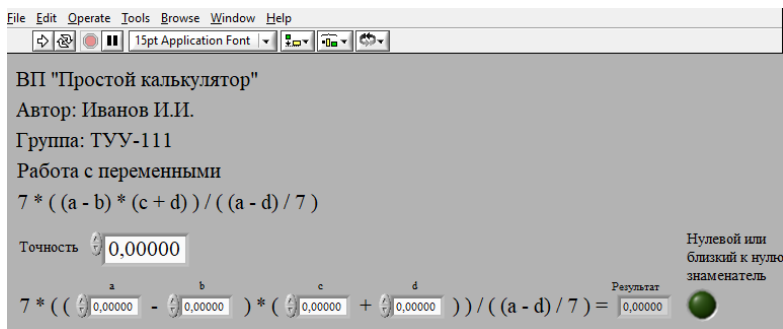 File Edit Operate Tools Browse Window Help
15pt Application Font
ВП "Простой калькулятор"
Автор: Иванов И.И.
Группа: ТУУ-111
Работа с переменными
7 * ( (a - b) * (c + d) ) / ( (a - d) / 7 )
Точность 0,00000
Нулевой или
близкий к нулю
знаменатель
a b c d Результат
7 * ( ( 0,00000 - 0,00000 ) * ( 0,00000 + 0,00000 ) ) / ( (a - d) / 7 ) = 0,00000